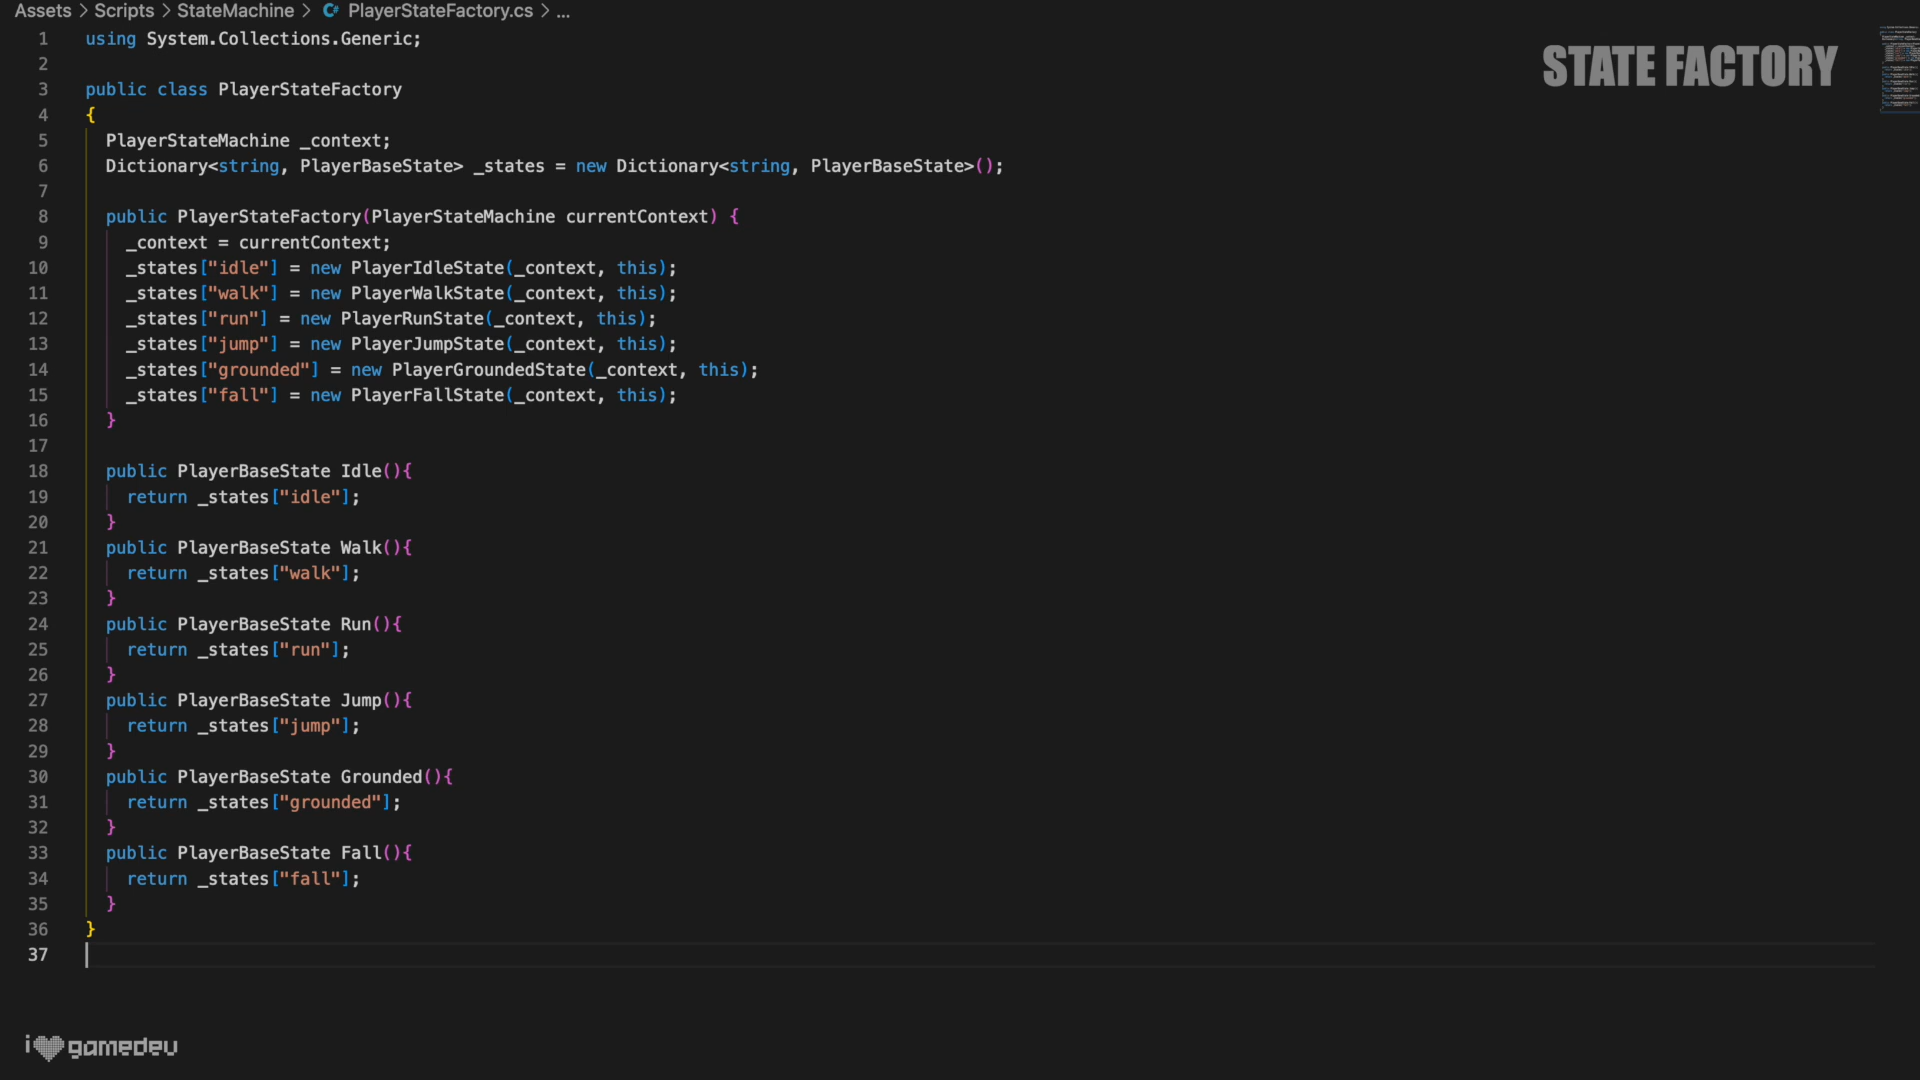 Assets > Scripts > StateMachine > C# PlayerStateFactory.cs > ...
STATE FACTORY
1 using System.Collections.Generic;
2
3 public class PlayerStateFactory
4 {
5 PlayerStateMachine _context;
6 Dictionary<string, PlayerBaseState> _states = new Dictionary<string, PlayerBaseState>();
7
8 public PlayerStateFactory(PlayerStateMachine currentContext) {
9 _context = currentContext;
10 _states["idle"] = new PlayerIdleState(_context, this);
11 _states["walk"] = new PlayerWalkState(_context, this);
12 _states["run"] = new PlayerRunState(_context, this);
13 _states["jump"] = new PlayerJumpState(_context, this);
14 _states["grounded"] = new PlayerGroundedState(_context, this);
15 _states["fall"] = new PlayerFallState(_context, this);
16 }
17
18 public PlayerBaseState Idle(){
19 return _states["idle"];
20 }
21 public PlayerBaseState Walk(){
22 return _states["walk"];
23 }
24 public PlayerBaseState Run(){
25 return _states["run"];
26 }
27 public PlayerBaseState Jump(){
28 return _states["jump"];
29 }
30 public PlayerBaseState Grounded(){
31 return _states["grounded"];
32 }
33 public PlayerBaseState Fall(){
34 return _states["fall"];
35 }
36 }
37
i gamedev